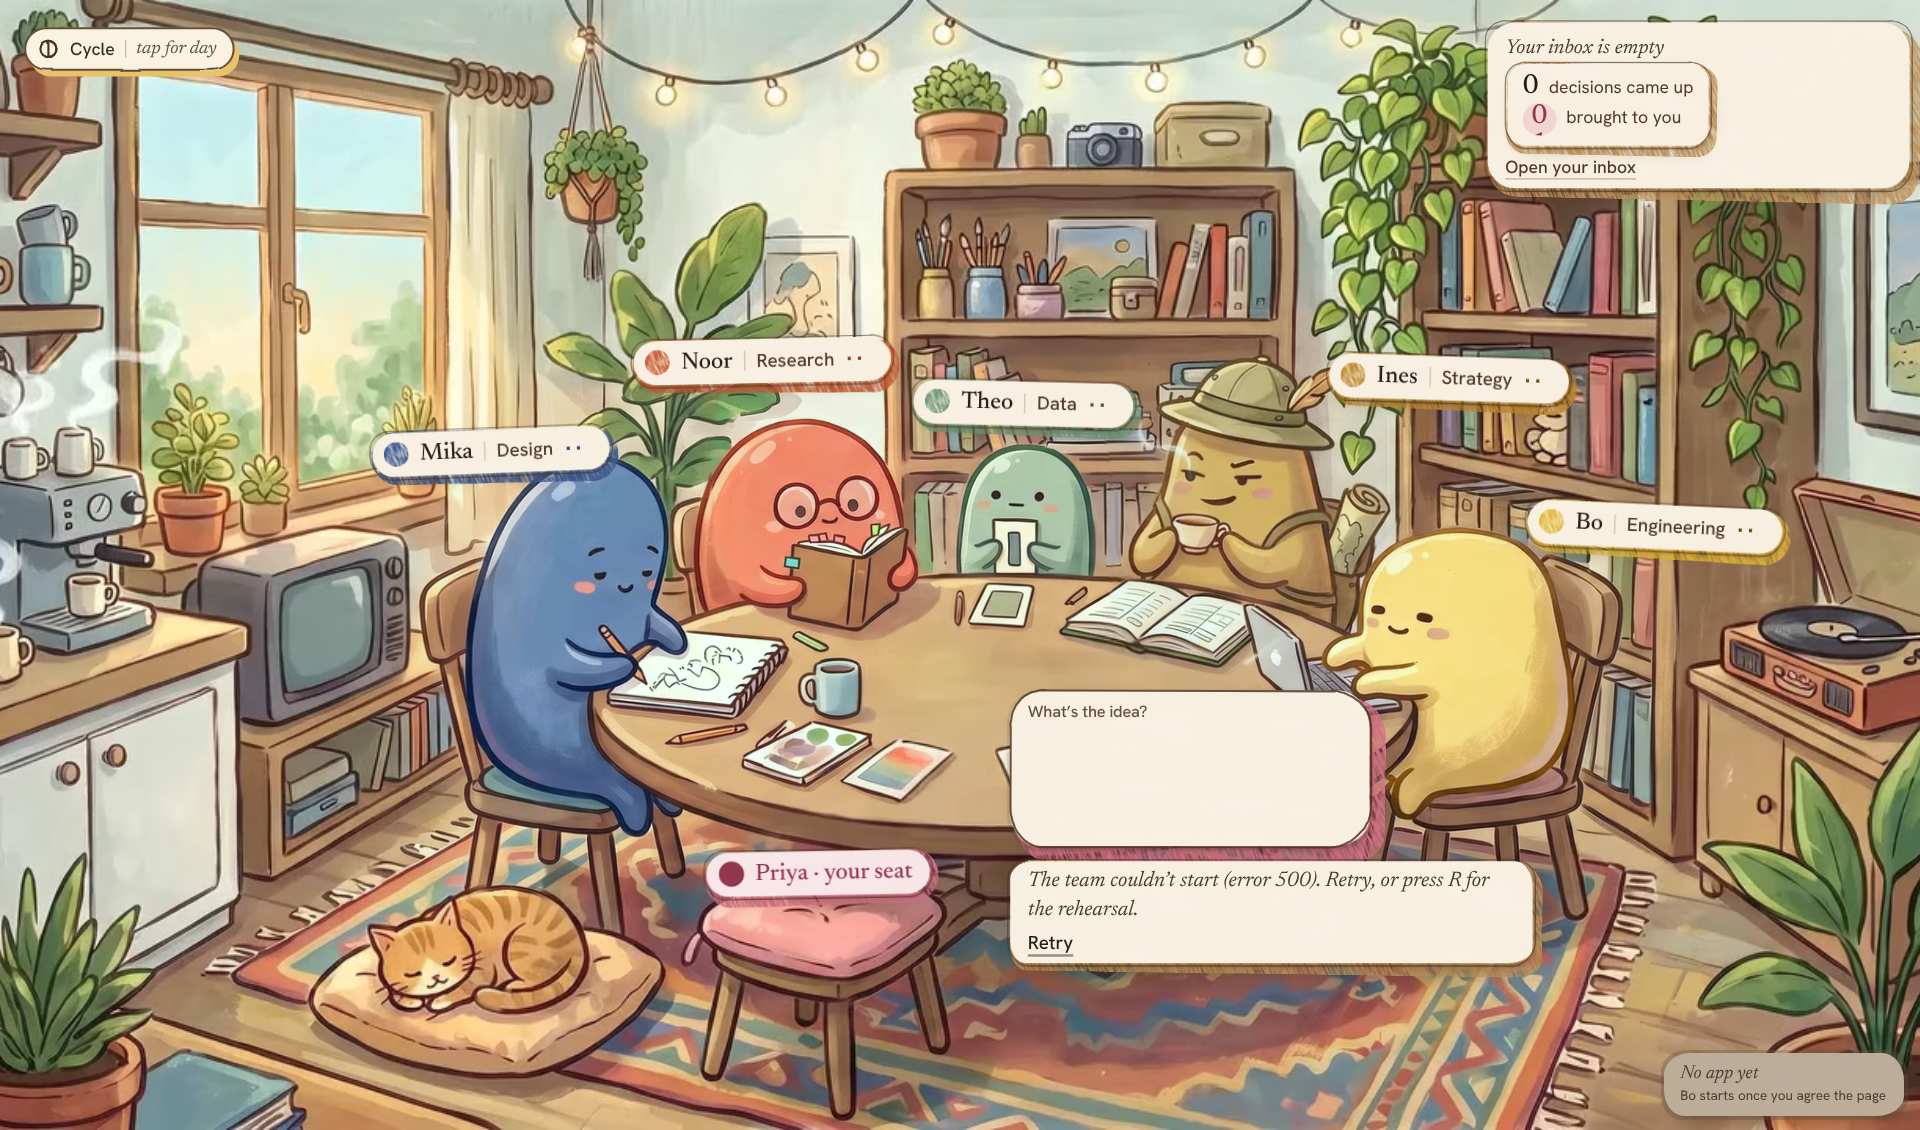 Cycle | tap for day
Your inbox is empty
0 decisions came up
0 brought to you
Open your inbox
Noor | Research
Theo | Data
Ines | Strategy
Mika | Design
Bo | Engineering
What's the idea?
Priya · your seat
The team couldn't start (error 500). Retry, or press R for
the rehearsal.
Retry
No app yet
Bo starts once you agree the page